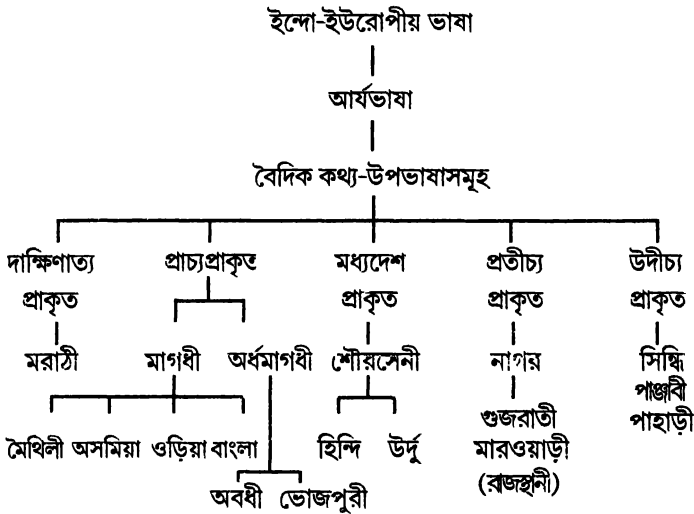 ইন্দো-ইউরোপীয় ভাষা
আর্যভাষা
বৈদিক কথ্য-উপভাষাসমূহ
দাক্ষিণাত্য প্রাচ্যপ্রাকৃত মধ্যদেশ প্রতীচ্য উদীচ্য
প্রাকৃত প্রাকৃত প্রাকৃত প্রাকৃত
মরাঠী মাগধী অর্ধমাগধী শৌরসেনী নাগর সিন্ধি
পাঞ্জাবী
গুজরাতী পাহাড়ী
মৈথিলী অসমিয়া ওড়িয়া বাংলা হিন্দি উর্দু মারওয়াড়ী
(রাজস্থানী)
অবধী ভোজপুরী